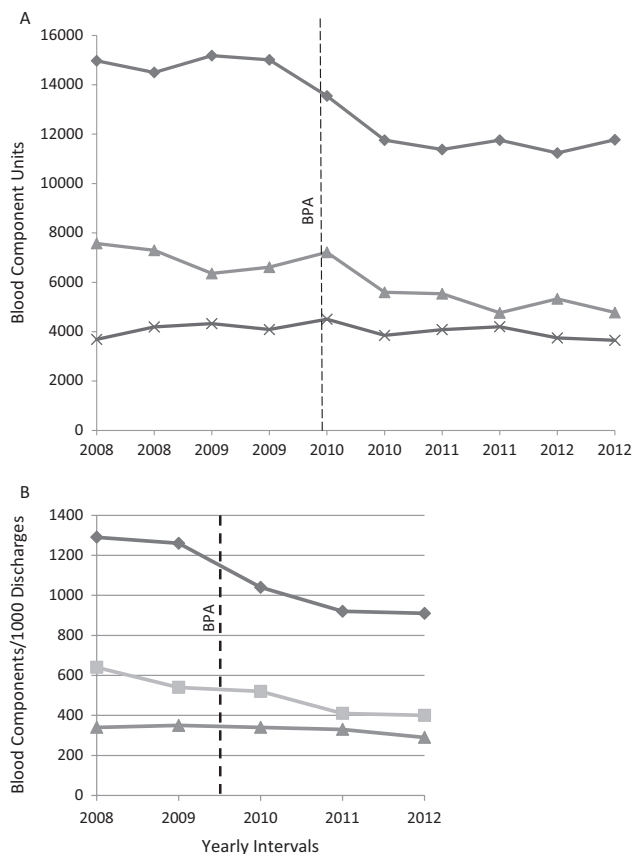 A
16000
14000
12000
10000
8000
6000
4000
2000
0
Blood Component Units
BPA
2008 2008 2009 2009 2010 2010 2011 2011 2012 2012
B
1400
1200
1000
800
600
400
200
0
Blood Components/1000 Discharges
BPA
2008 2009 2010 2011 2012
Yearly Intervals